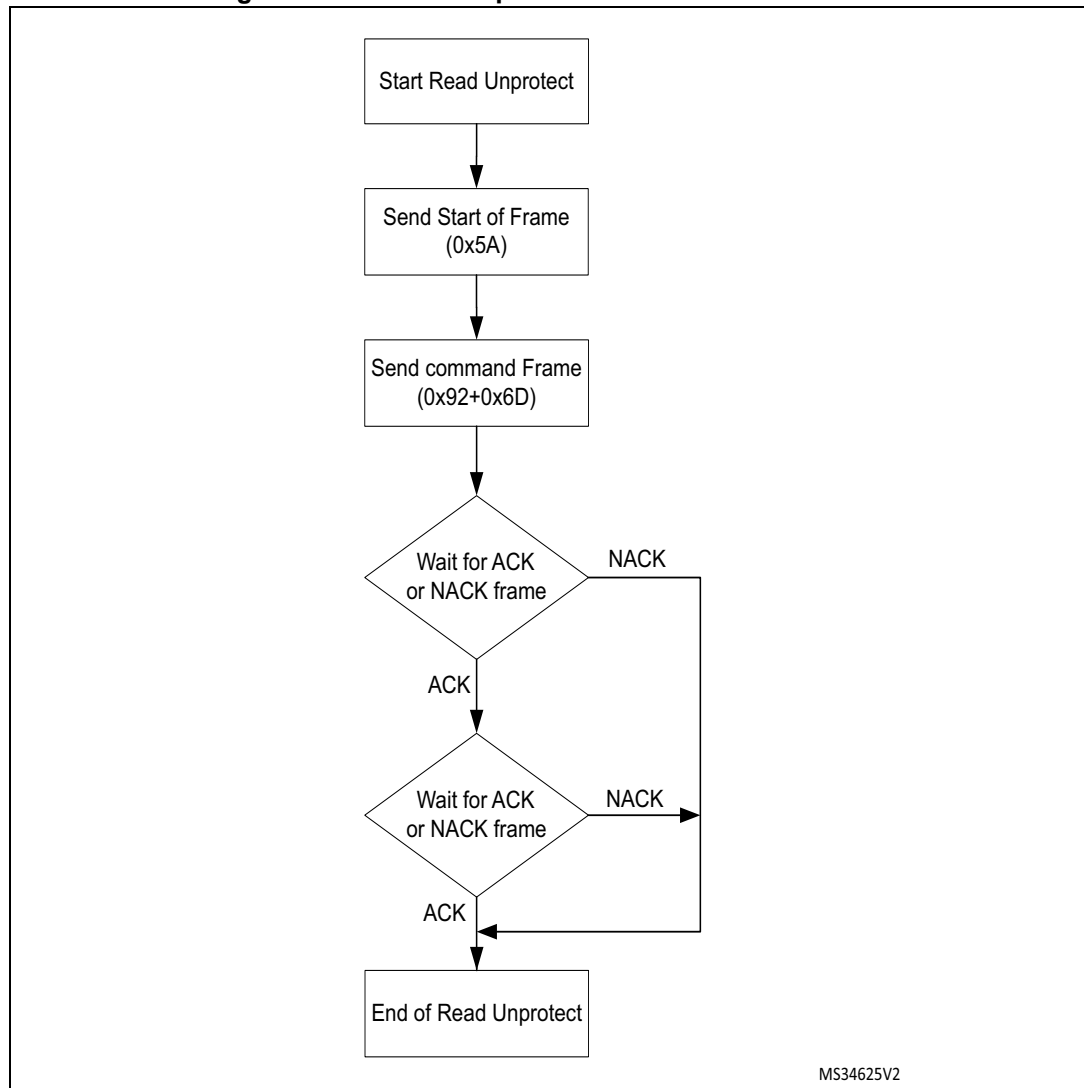 Start Read Unprotect
Send Start of Frame
(0x5A)
Send command Frame
(0x92+0x6D)
Wait for ACK
or NACK frame
NACK
ACK
Wait for ACK
or NACK frame
NACK
ACK
End of Read Unprotect
MS34625V2